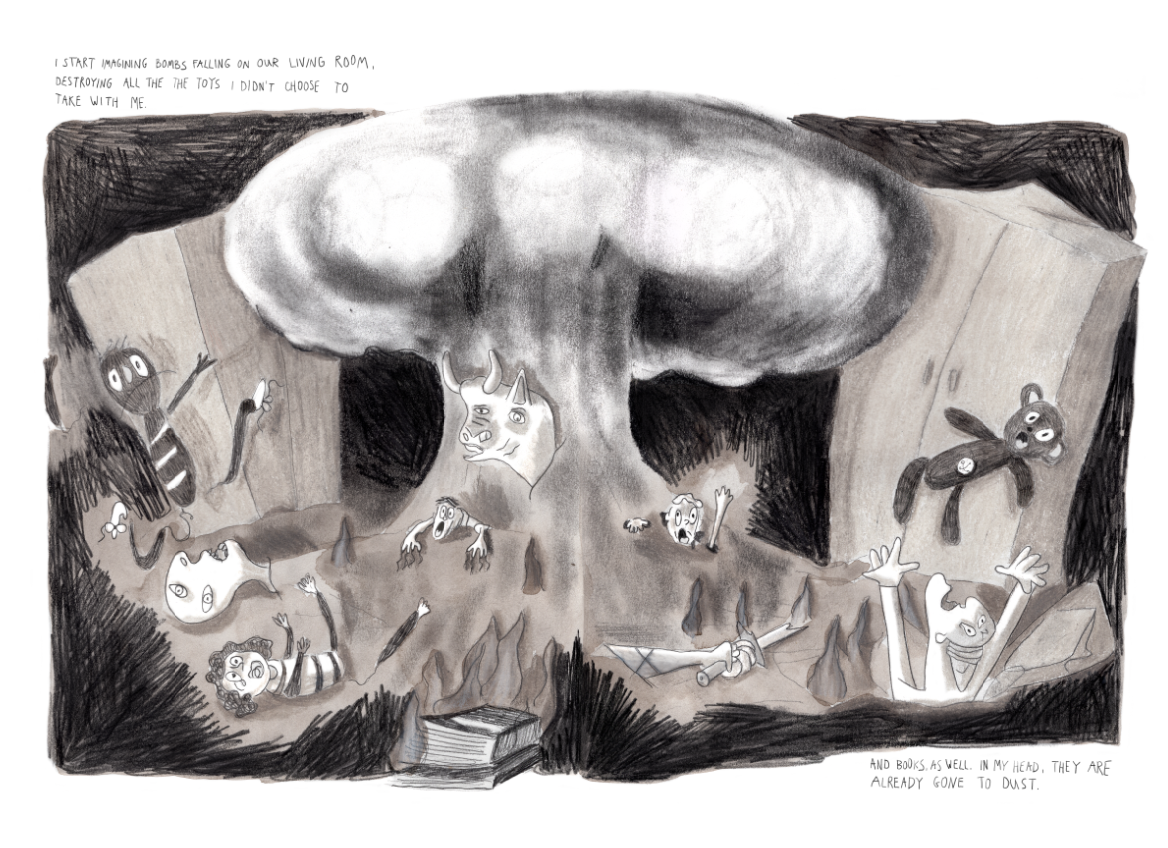 I START IMAGINING BOMBS FALLING ON OUR LIVING ROOM,
DESTROYING ALL THE THE TOYS I DIDN'T CHOOSE TO
TAKE WITH ME.
AND BOOKS. AS WELL. IN MY HEAD, THEY ARE
ALREADY GONE TO DUST.